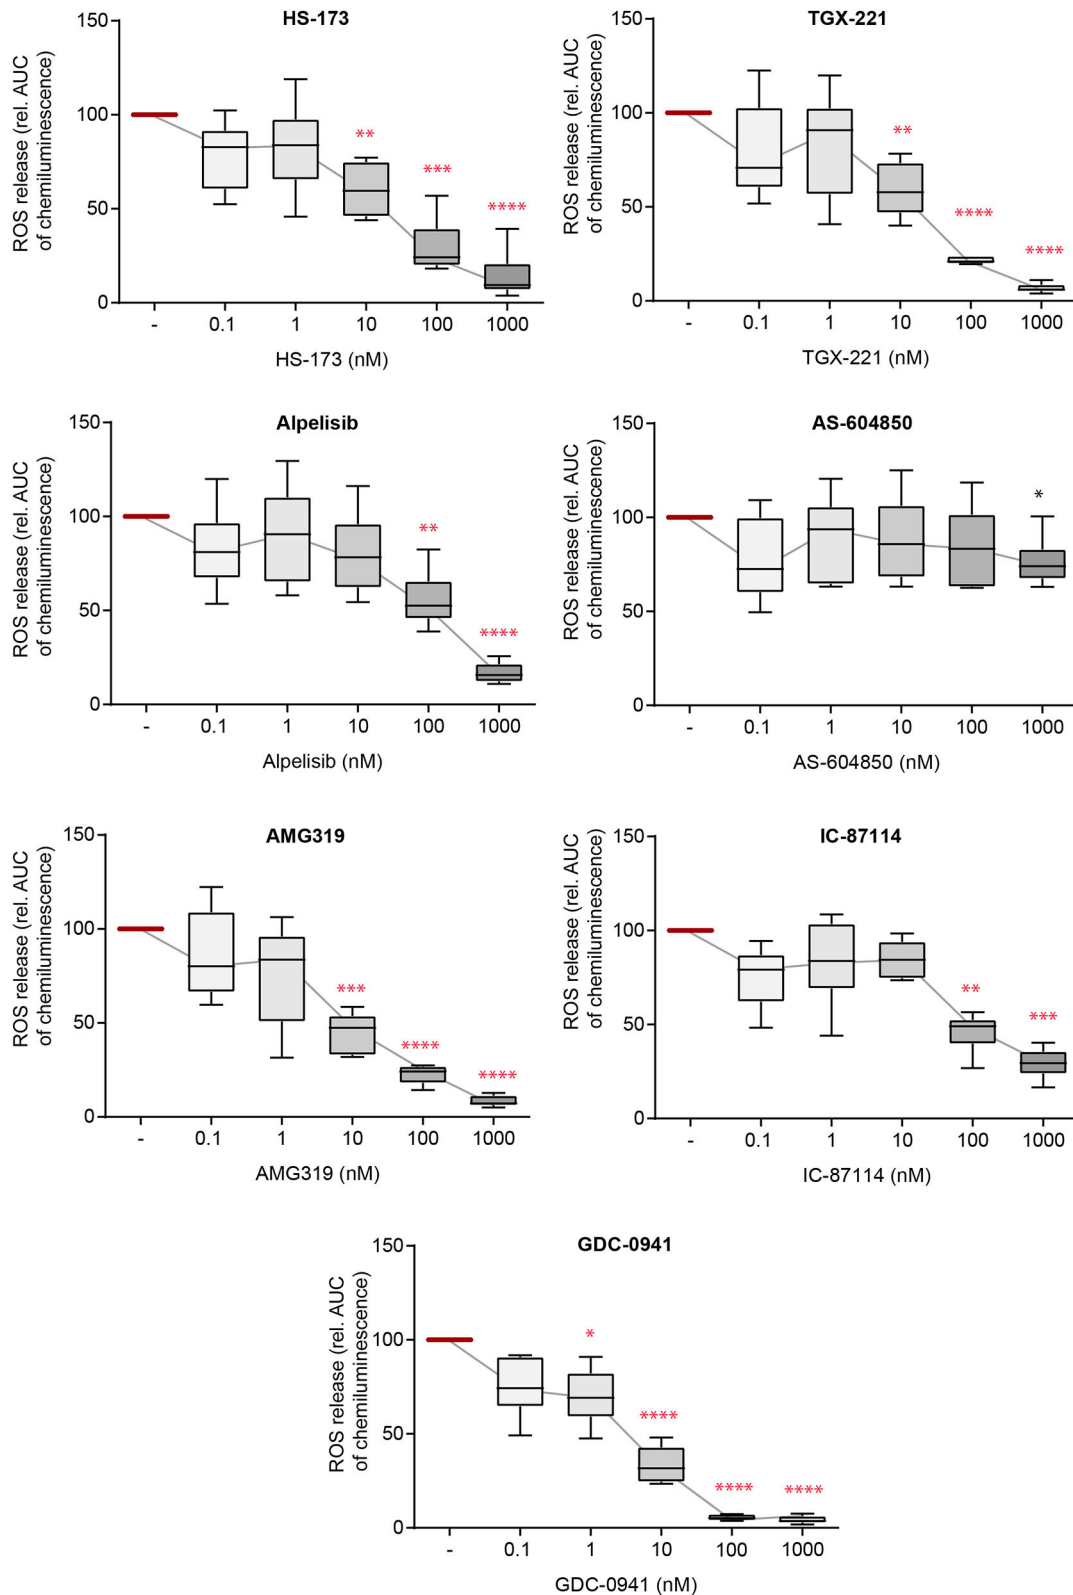 HS-173
ROS release (rel. AUC
of chemiluminescence)
150
100
50
0
**
***
****
- 0.1 1 10 100 1000
HS-173 (nM)
TGX-221
ROS release (rel. AUC
of chemiluminescence)
150
100
50
0
**
****
****
- 0.1 1 10 100 1000
TGX-221 (nM)
Alpelisib
ROS release (rel. AUC
of chemiluminescence)
150
100
50
0
**
****
- 0.1 1 10 100 1000
Alpelisib (nM)
AS-604850
ROS release (rel. AUC
of chemiluminescence)
150
100
50
0
*
- 0.1 1 10 100 1000
AS-604850 (nM)
AMG319
ROS release (rel. AUC
of chemiluminescence)
150
100
50
0
***
****
****
- 0.1 1 10 100 1000
AMG319 (nM)
IC-87114
ROS release (rel. AUC
of chemiluminescence)
150
100
50
0
**
***
- 0.1 1 10 100 1000
IC-87114 (nM)
GDC-0941
ROS release (rel. AUC
of chemiluminescence)
150
100
50
0
*
****
****
****
- 0.1 1 10 100 1000
GDC-0941 (nM)